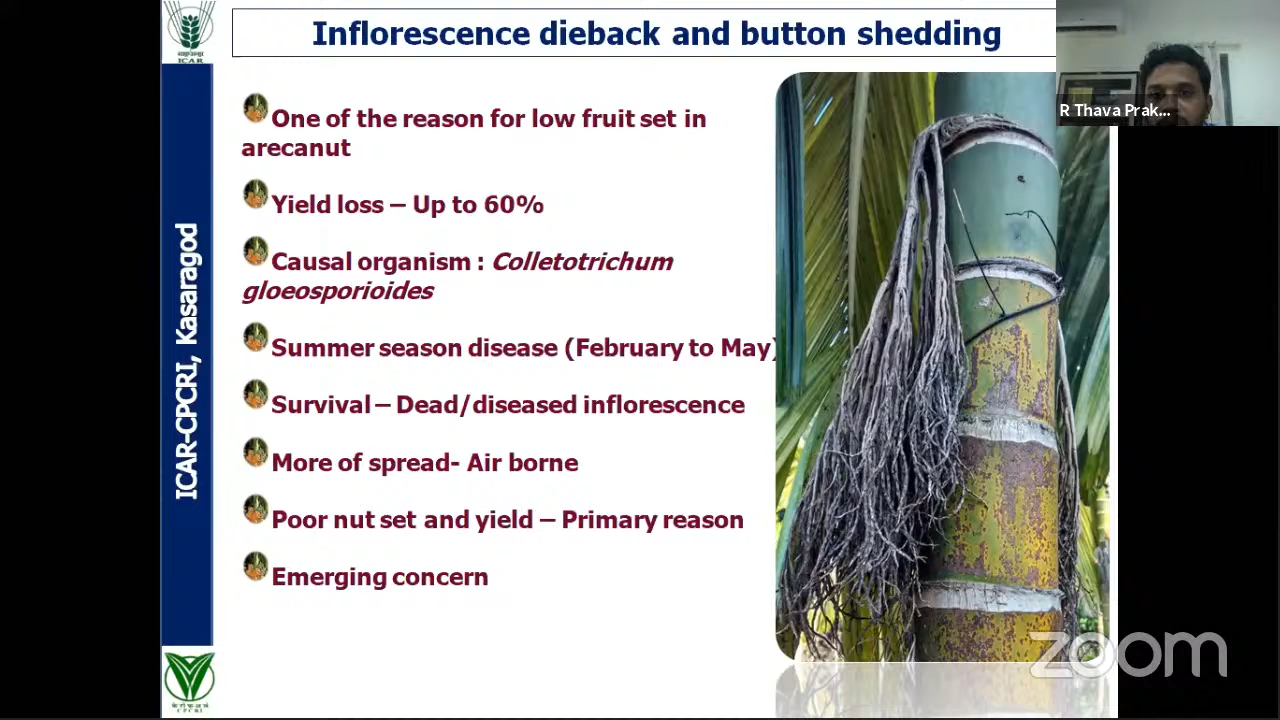 Inflorescence dieback and button shedding
R Thava Prak...
ICAR
ICAR-CPCRI, Kasaragod
One of the reason for low fruit set in
arecanut
Yield loss – Up to 60%
Causal organism : Colletotrichum
gloeosporioides
Summer season disease (February to May)
Survival – Dead/diseased inflorescence
More of spread- Air borne
Poor nut set and yield – Primary reason
Emerging concern
CPCRI
zoom